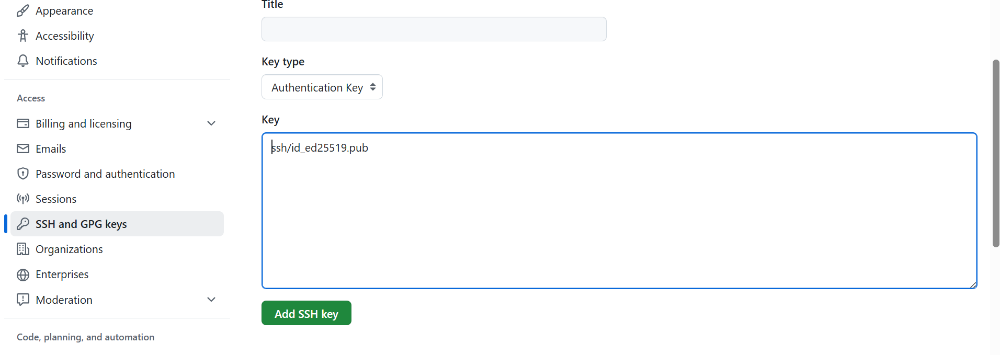 Appearance
Accessibility
Notifications
Access
Billing and licensing
Emails
Password and authentication
Sessions
SSH and GPG keys
Organizations
Enterprises
Moderation
Code, planning, and automation
Title
Key type
Authentication Key
Key
ssh/id_ed25519.pub
Add SSH key